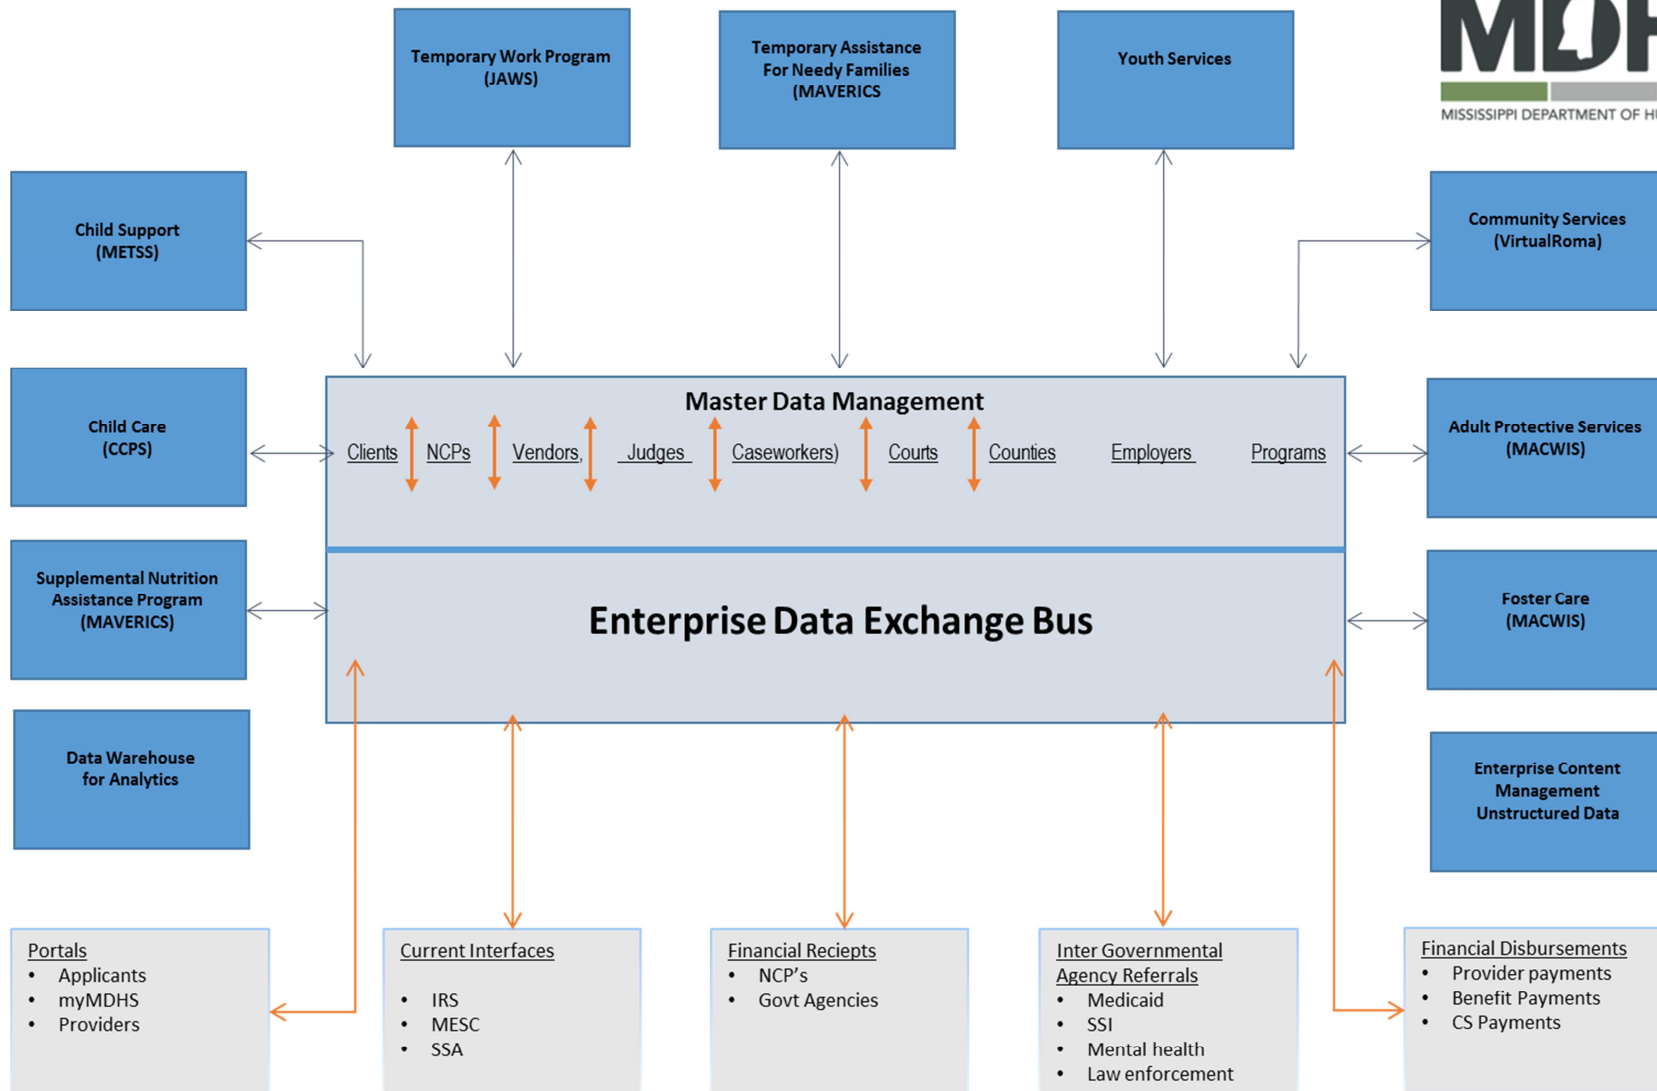 MDH
MISSISSIPPI DEPARTMENT OF HU
Temporary Work Program
(JAWS)
Temporary Assistance
For Needy Families
(MAVERICS
Youth Services
Child Support
(METSS)
Community Services
(VirtualRoma)
Child Care
(CCPS)
Master Data Management
Clients NCPs Vendors, Judges Caseworkers) Courts Counties Employers Programs
Adult Protective Services
(MACWIS)
Supplemental Nutrition
Assistance Program
(MAVERICS)
Enterprise Data Exchange Bus
Foster Care
(MACWIS)
Data Warehouse
for Analytics
Enterprise Content
Management
Unstructured Data
Portals
• Applicants
• myMDHS
• Providers
Current Interfaces
• IRS
• MESC
• SSA
Financial Reciepts
• NCP's
• Govt Agencies
Inter Governmental
Agency Referrals
• Medicaid
• SSI
• Mental health
• Law enforcement
Financial Disbursements
• Provider payments
• Benefit Payments
• CS Payments